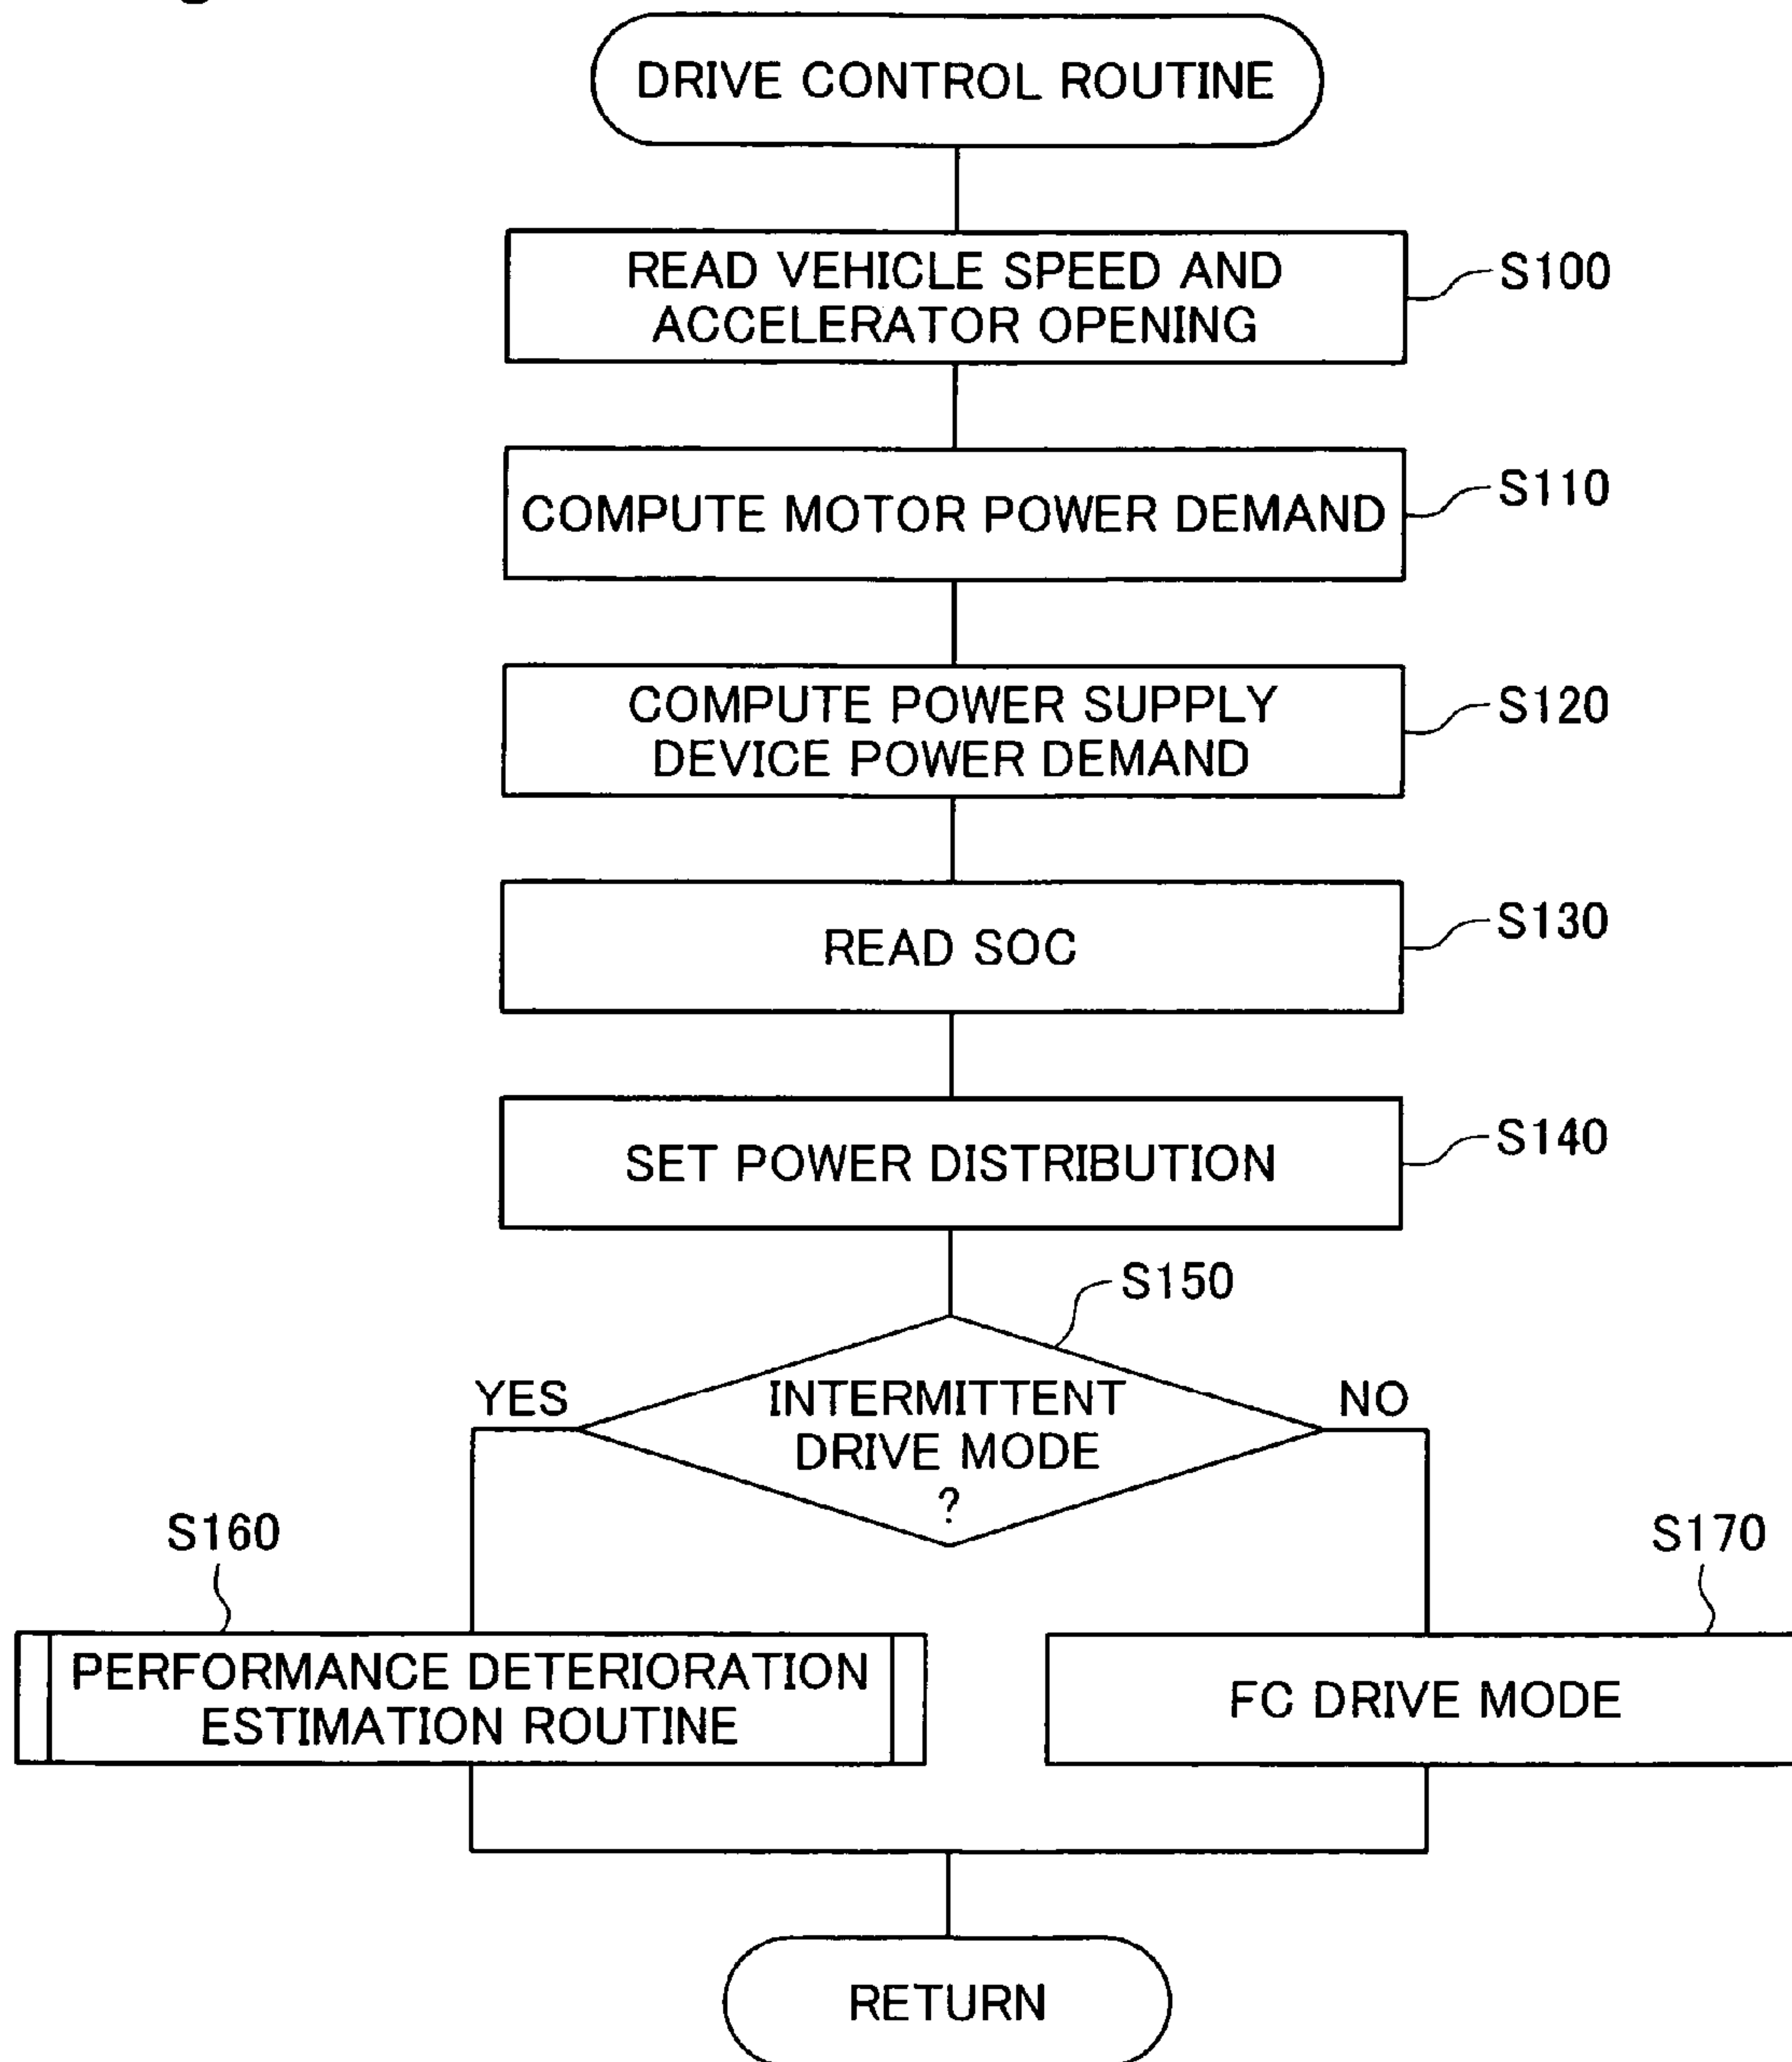 DRIVE CONTROL ROUTINE
READ VEHICLE SPEED AND
ACCELERATOR OPENING
S100
COMPUTE MOTOR POWER DEMAND
S110
COMPUTE POWER SUPPLY
DEVICE POWER DEMAND
S120
READ SOC
S130
SET POWER DISTRIBUTION
S140
S150
YES
INTERMITTENT
DRIVE MODE
?
NO
S160
PERFORMANCE DETERIORATION
ESTIMATION ROUTINE
S170
FC DRIVE MODE
RETURN